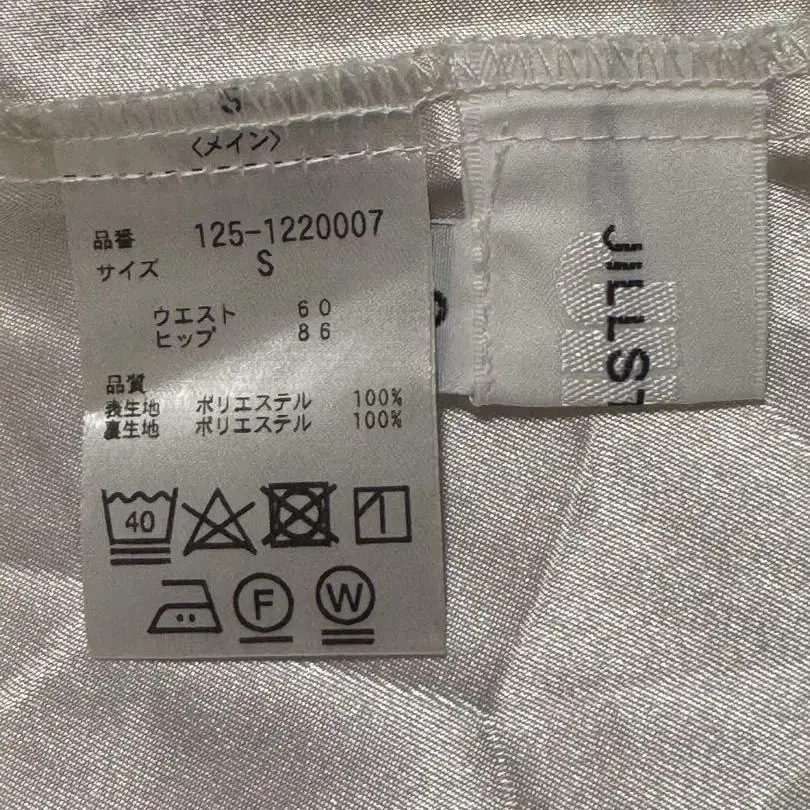 S
〈メイン〉
品番 125-1220007
サイズ S
ウエスト 60
ヒップ 86
品質
表生地 ポリエステル 100%
裏生地 ポリエステル 100%
40
F
W
JILLST